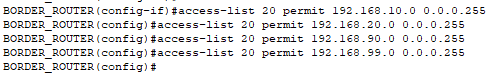 BORDER_ROUTER(config-if)#access-list 20 permit 192.168.10.0 0.0.0.255
BORDER_ROUTER(config)#access-list 20 permit 192.168.20.0 0.0.0.255
BORDER_ROUTER(config)#access-list 20 permit 192.168.90.0 0.0.0.255
BORDER_ROUTER(config)#access-list 20 permit 192.168.99.0 0.0.0.255
BORDER_ROUTER(config)#